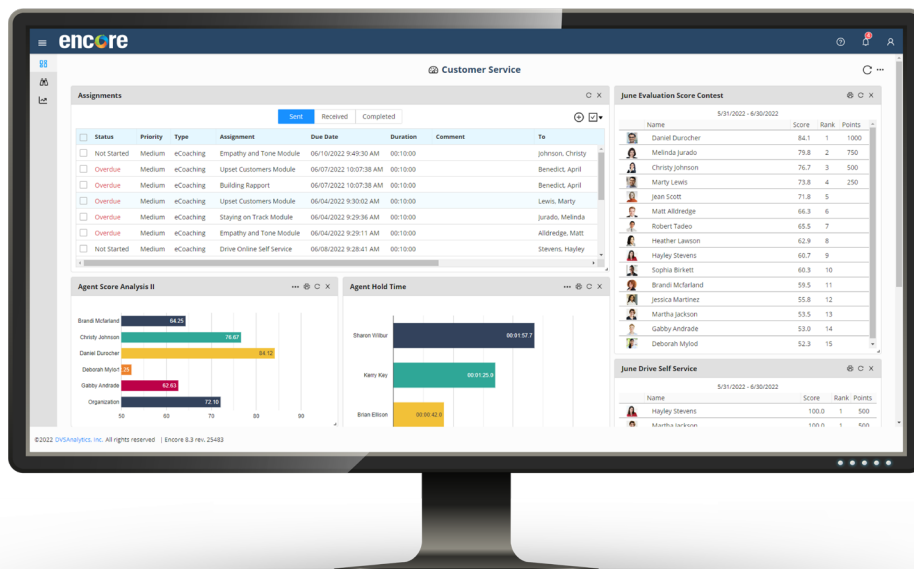 encore
4
Customer Service
Assignments
Sent Received Completed
Status Priority Type Assignment Due Date Duration Comment To
Not Started Medium eCoaching Empathy and Tone Module 06/10/2022 9:49:30 AM 00:10:00 Johnson, Christy
Overdue Medium eCoaching Upset Customers Module 06/07/2022 10:07:38 AM 00:10:00 Benedict, April
Overdue Medium eCoaching Building Rapport 06/07/2022 10:07:38 AM 00:10:00 Benedict, April
Overdue Medium eCoaching Upset Customers Module 06/04/2022 9:30:02 AM 00:10:00 Lewis, Marty
Overdue Medium eCoaching Staying on Track Module 06/04/2022 9:29:36 AM 00:10:00 Jurado, Melinda
Overdue Medium eCoaching Empathy and Tone Module 06/04/2022 9:29:11 AM 00:10:00 Alldredge, Matt
Not Started Medium eCoaching Drive Online Self Service 06/08/2022 9:28:41 AM 00:10:00 Stevens, Hayley
June Evaluation Score Contest
5/31/2022 - 6/30/2022
Name Score Rank Points
Daniel Durocher 84.1 1 1000
Melinda Jurado 79.8 2 750
Christy Johnson 76.7 3 500
Marty Lewis 73.8 4 250
Jean Scott 71.8 5
Matt Alldredge 66.3 6
Robert Tadeo 65.5 7
Heather Lawson 62.9 8
Hayley Stevens 60.7 9
Sophia Birkett 60.3 10
Brandi Mcfarland 59.5 11
Jessica Martinez 55.8 12
Martha Jackson 53.5 13
Gabby Andrade 53.0 14
Deborah Mylod 52.3 15
Agent Score Analysis II
Brandi Mcfarland 64.25
Christy Johnson 76.67
Daniel Durocher 84.12
Deborah Mylod
Gabby Andrade 62.63
Organization 72.10
50 60 70 80 90
Agent Hold Time
Sharon Wilbur 00:01:57.7
Kerry Key 00:01:25.0
Brian Ellison 00:00:42.0
June Drive Self Service
5/31/2022 - 6/30/2022
Name Score Rank Points
Hayley Stevens 100.0 1 500
Martha Jackson 100.0 1 500
©2022 DVSAnalytics, Inc. All rights reserved | Encore 8.3 rev. 25483